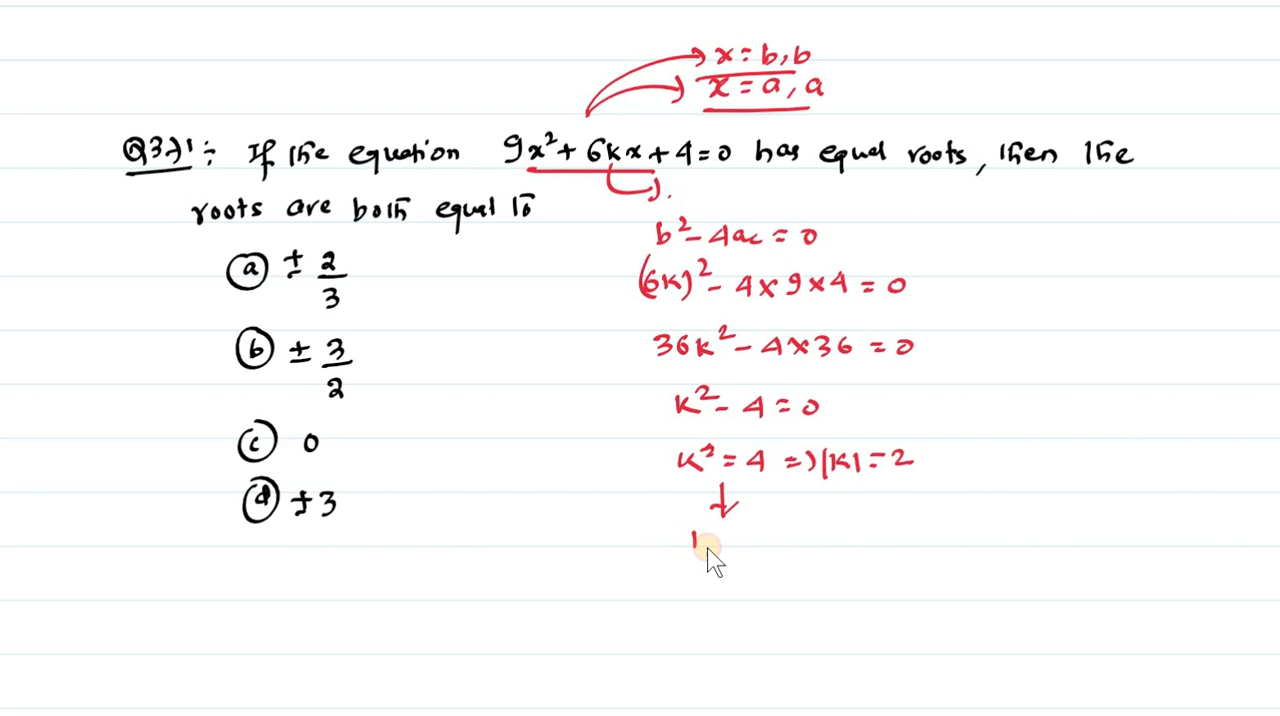 x = b, b
x = a, a
Q371 :- If the equation 9x² + 6kx + 4 = 0 has equal roots, then the
roots are both equal to
b² - 4ac = 0
(a) ± 2/3
(6k)² - 4 × 9 × 4 = 0
(b) ± 3/2
36k² - 4 × 36 = 0
k² - 4 = 0
(c) 0
k² = 4 => |k| = 2
(d) ± 3